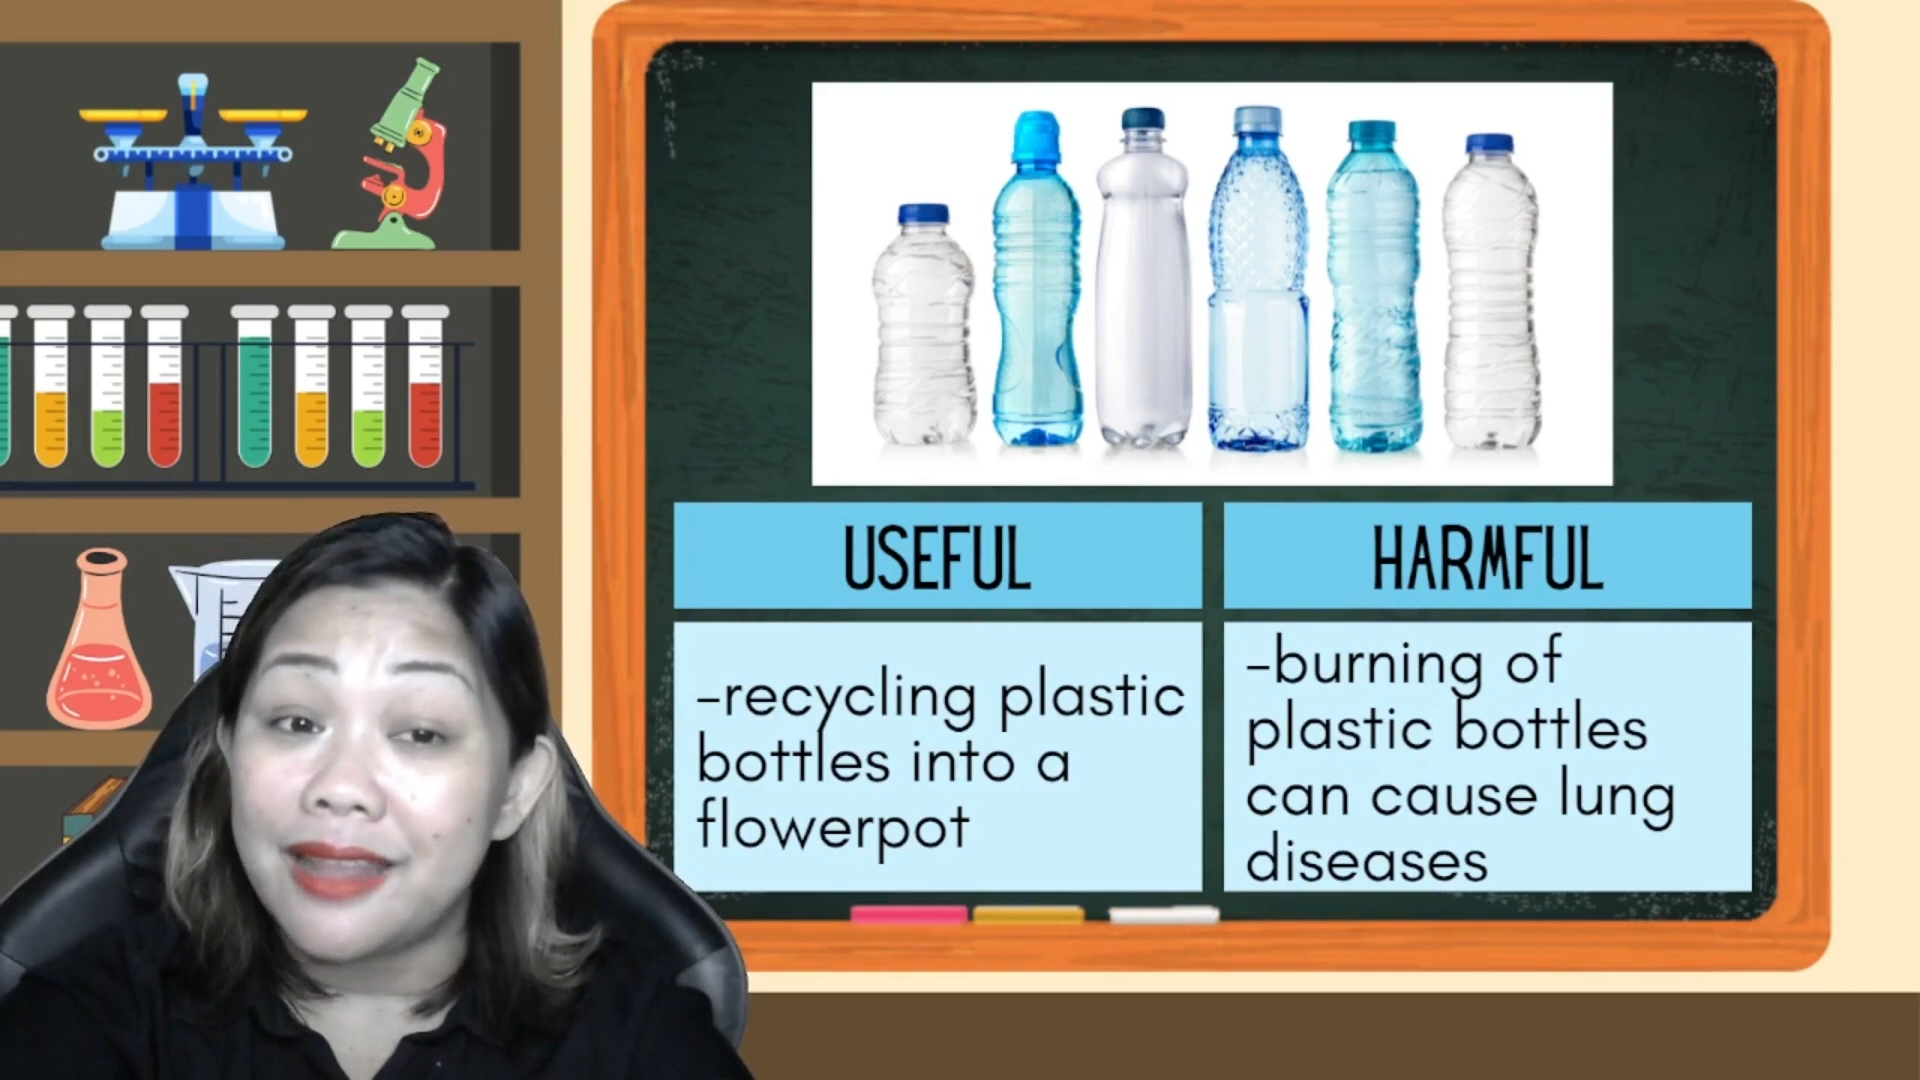 USEFUL
HARMFUL
-recycling plastic
bottles into a
flowerpot
-burning of
plastic bottles
can cause lung
diseases